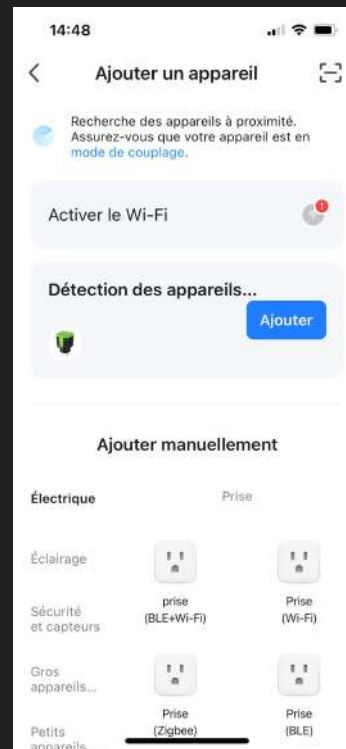 14:48
Ajouter un appareil
Recherche des appareils à proximité.
Assurez-vous que votre appareil est en
mode de couplage.
Activer le Wi-Fi
!
Détection des appareils...
Ajouter
Ajouter manuellement
Électrique
Prise
Éclairage
prise
(BLE+Wi-Fi)
Prise
(Wi-Fi)
Sécurité
et capteurs
Gros
appareils...
Prise
(Zigbee)
Prise
(BLE)
Petits
appareils